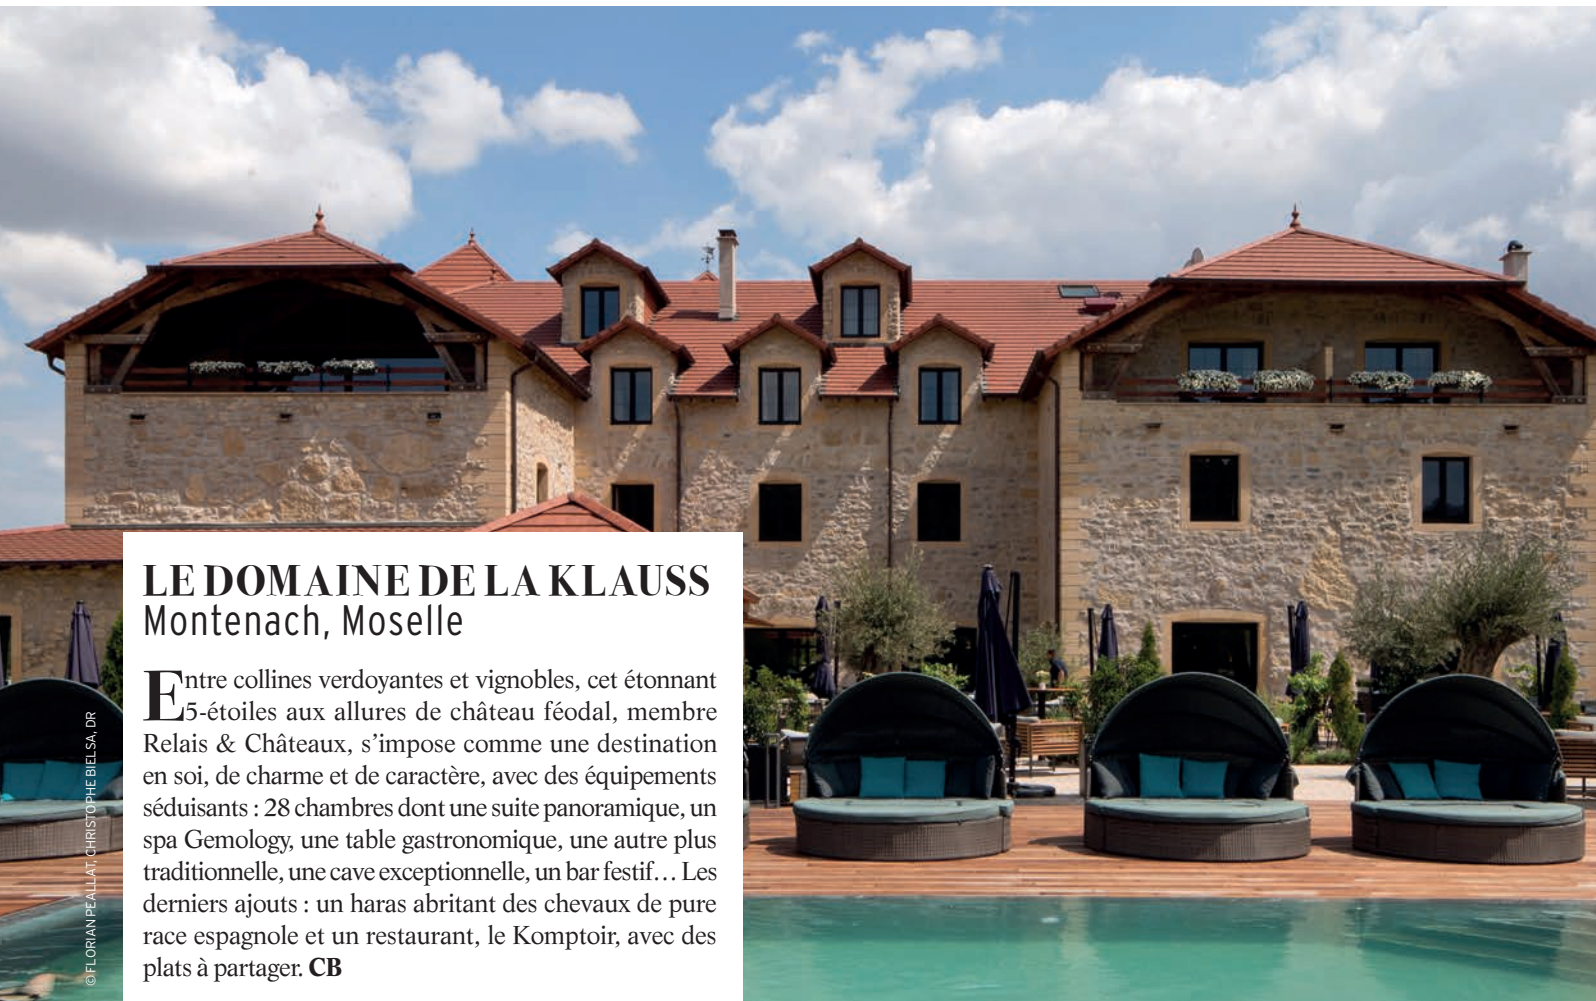 LE DOMAINE DE LA KLAUSS
Montenach, Moselle
Entre collines verdoyantes et vignobles, cet étonnant
5-étoiles aux allures de château féodal, membre
Relais & Châteaux, s’impose comme une destination
en soi, de charme et de caractère, avec des équipements
séduisants : 28 chambres dont une suite panoramique, un
spa Gemology, une table gastronomique, une autre plus
traditionnelle, une cave exceptionnelle, un bar festif… Les
derniers ajouts : un haras abritant des chevaux de pure
race espagnole et un restaurant, le Komptoir, avec des
plats à partager. CB
© FLORIAN PEALLAT, CHRISTOPHE BIELSA, DR